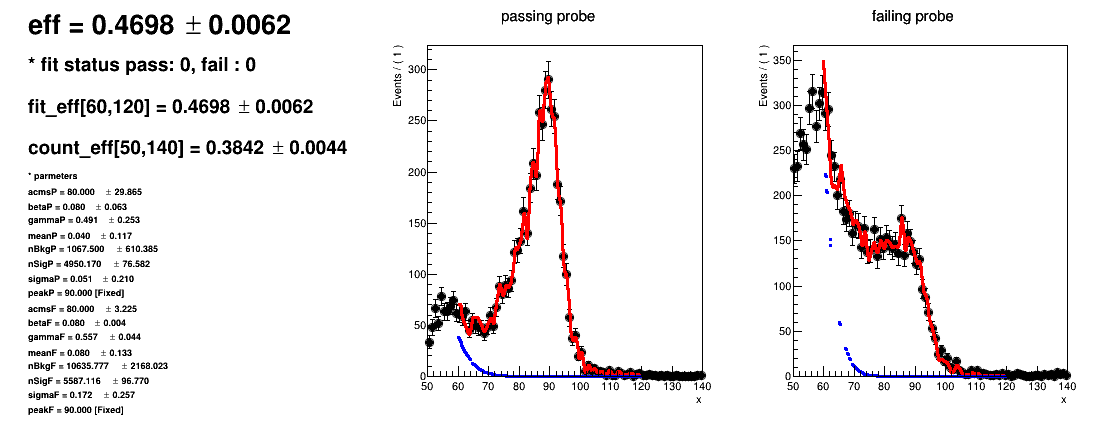 eff = 0.4698 ± 0.0062
* fit status pass: 0, fail : 0
fit_eff[60,120] = 0.4698 ± 0.0062
count_eff[50,140] = 0.3842 ± 0.0044
* parmeters
acmsP = 80.000 ± 29.865
betaP = 0.080 ± 0.063
gammaP = 0.491 ± 0.253
meanP = 0.040 ± 0.117
nBkgP = 1067.500 ± 610.385
nSigP = 4950.170 ± 76.582
sigmaP = 0.051 ± 0.210
peakP = 90.000 [Fixed]
acmsF = 80.000 ± 3.225
betaF = 0.080 ± 0.004
gammaF = 0.557 ± 0.044
meanF = 0.080 ± 0.133
nBkgF = 10635.777 ± 2168.023
nSigF = 5587.116 ± 96.770
sigmaF = 0.172 ± 0.257
peakF = 90.000 [Fixed]
passing probe
Events / ( 1 )
300
250
200
150
100
50
0
50 60 70 80 90 100 110 120 130 140
x
failing probe
Events / ( 1 )
350
300
250
200
150
100
50
0
50 60 70 80 90 100 110 120 130 140
x